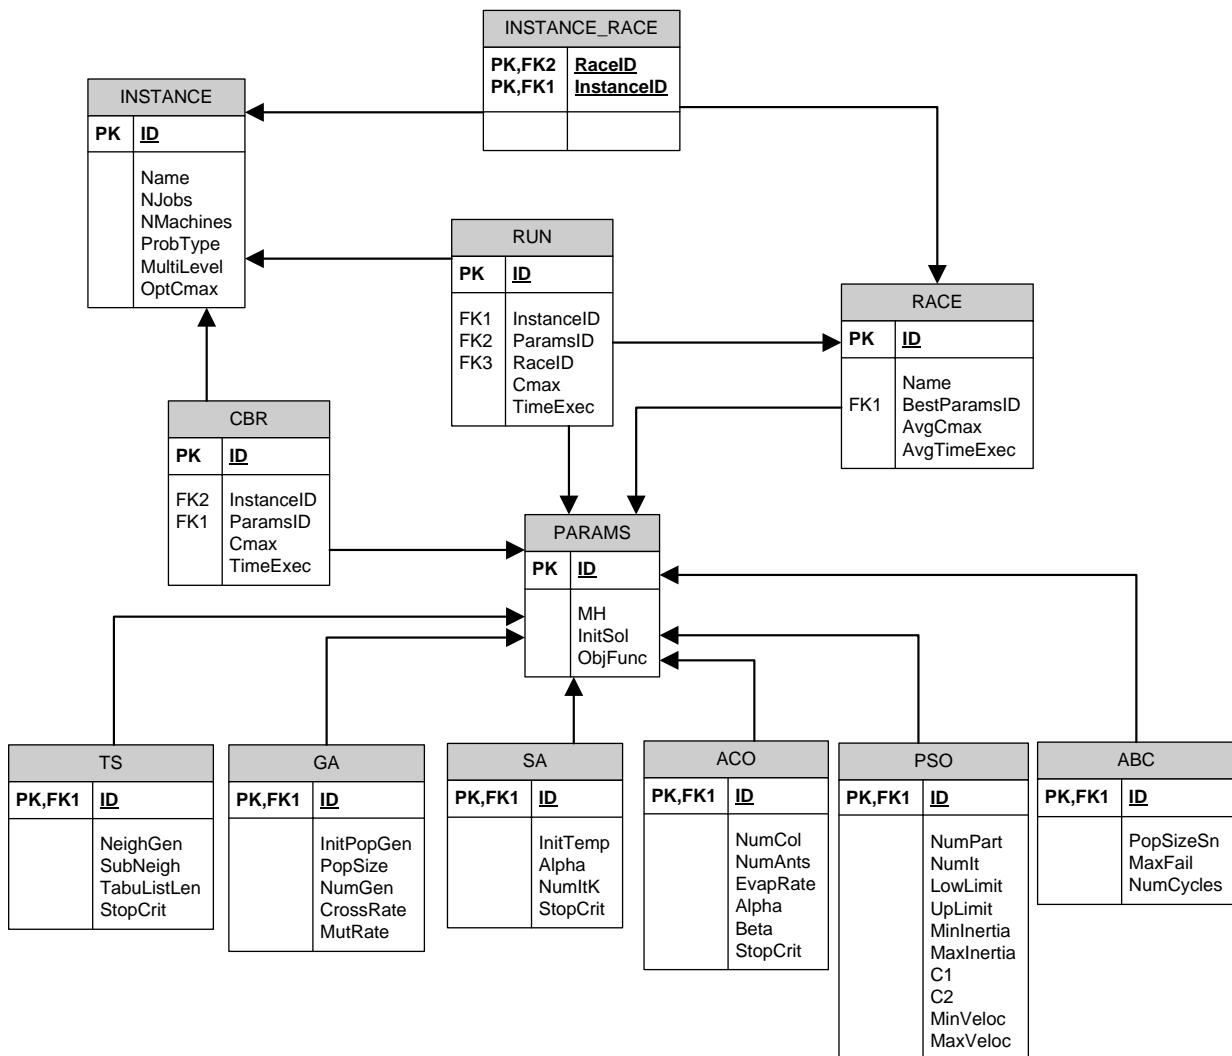 INSTANCE_RACE
PK,FK2 RaceID
PK,FK1 InstanceID
INSTANCE
PK ID
Name
NJobs
NMachines
ProbType
MultiLevel
OptCmax
RUN
PK ID
FK1 InstanceID
FK2 ParamsID
FK3 RaceID
Cmax
TimeExec
RACE
PK ID
Name
FK1 BestParamsID
AvgCmax
AvgTimeExec
CBR
PK ID
FK2 InstanceID
FK1 ParamsID
Cmax
TimeExec
PARAMS
PK ID
MH
InitSol
ObjFunc
TS
PK,FK1 ID
NeighGen
SubNeigh
TabuListLen
StopCrit
GA
PK,FK1 ID
InitPopGen
PopSize
NumGen
CrossRate
MutRate
SA
PK,FK1 ID
InitTemp
Alpha
NumItK
StopCrit
ACO
PK,FK1 ID
NumCol
NumAnts
EvapRate
Alpha
Beta
StopCrit
PSO
PK,FK1 ID
NumPart
NumIt
LowLimit
UpLimit
MinInertia
MaxInertia
C1
C2
MinVeloc
MaxVeloc
ABC
PK,FK1 ID
PopSizeSn
MaxFail
NumCycles